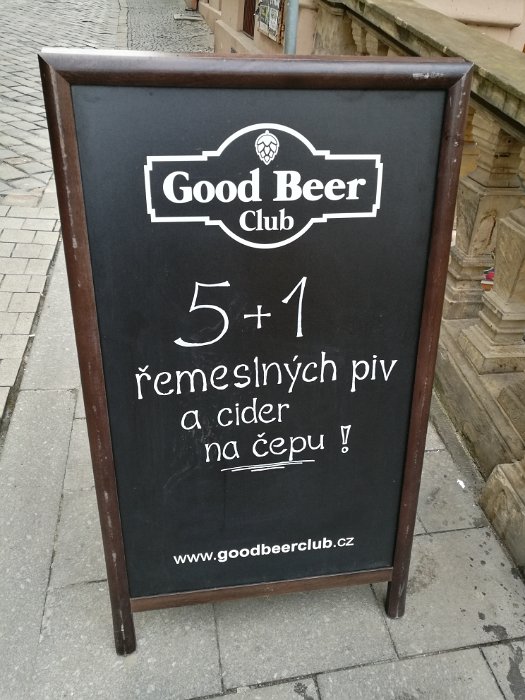 Good Beer
Club
5+1
řemeslných piv
a cider
na čepu!
www.goodbeerclub.cz